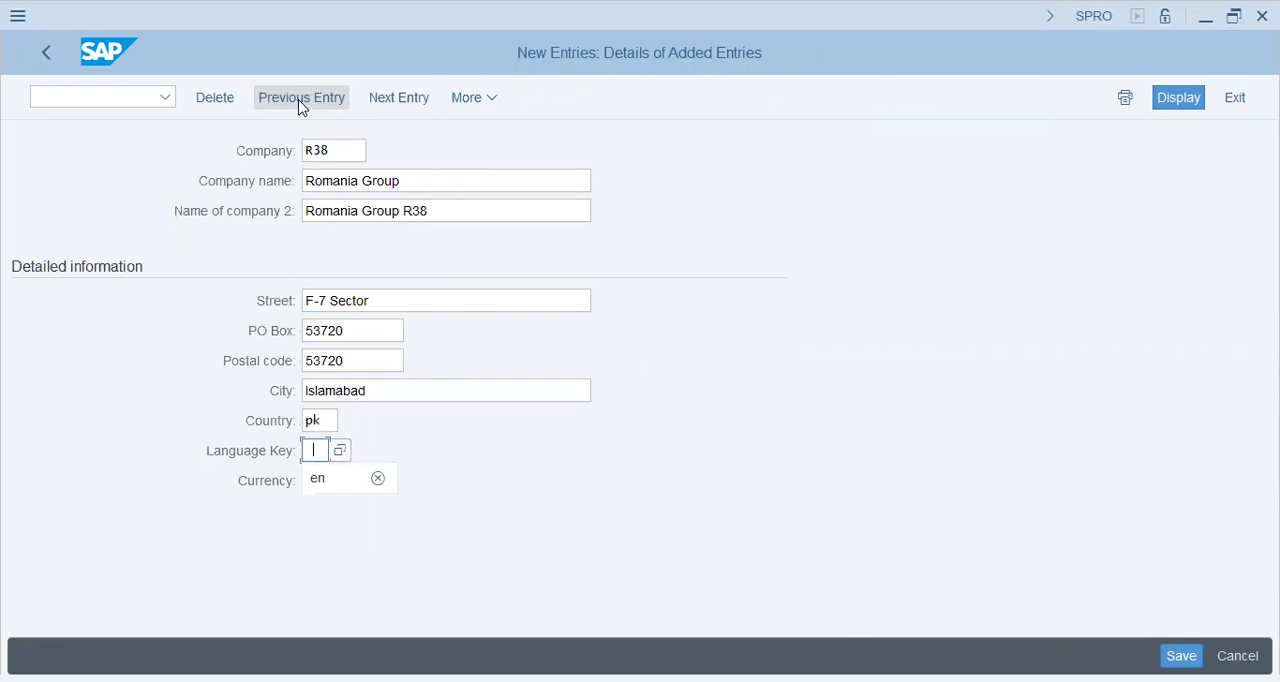 SPRO
SAP New Entries: Details of Added Entries
Delete Previous Entry Next Entry More Display Exit
Company: R38
Company name: Romania Group
Name of company 2: Romania Group R38
Detailed information
Street: F-7 Sector
PO Box: 53720
Postal code: 53720
City: Islamabad
Country: pk
Language Key:
en
Currency:
Save Cancel